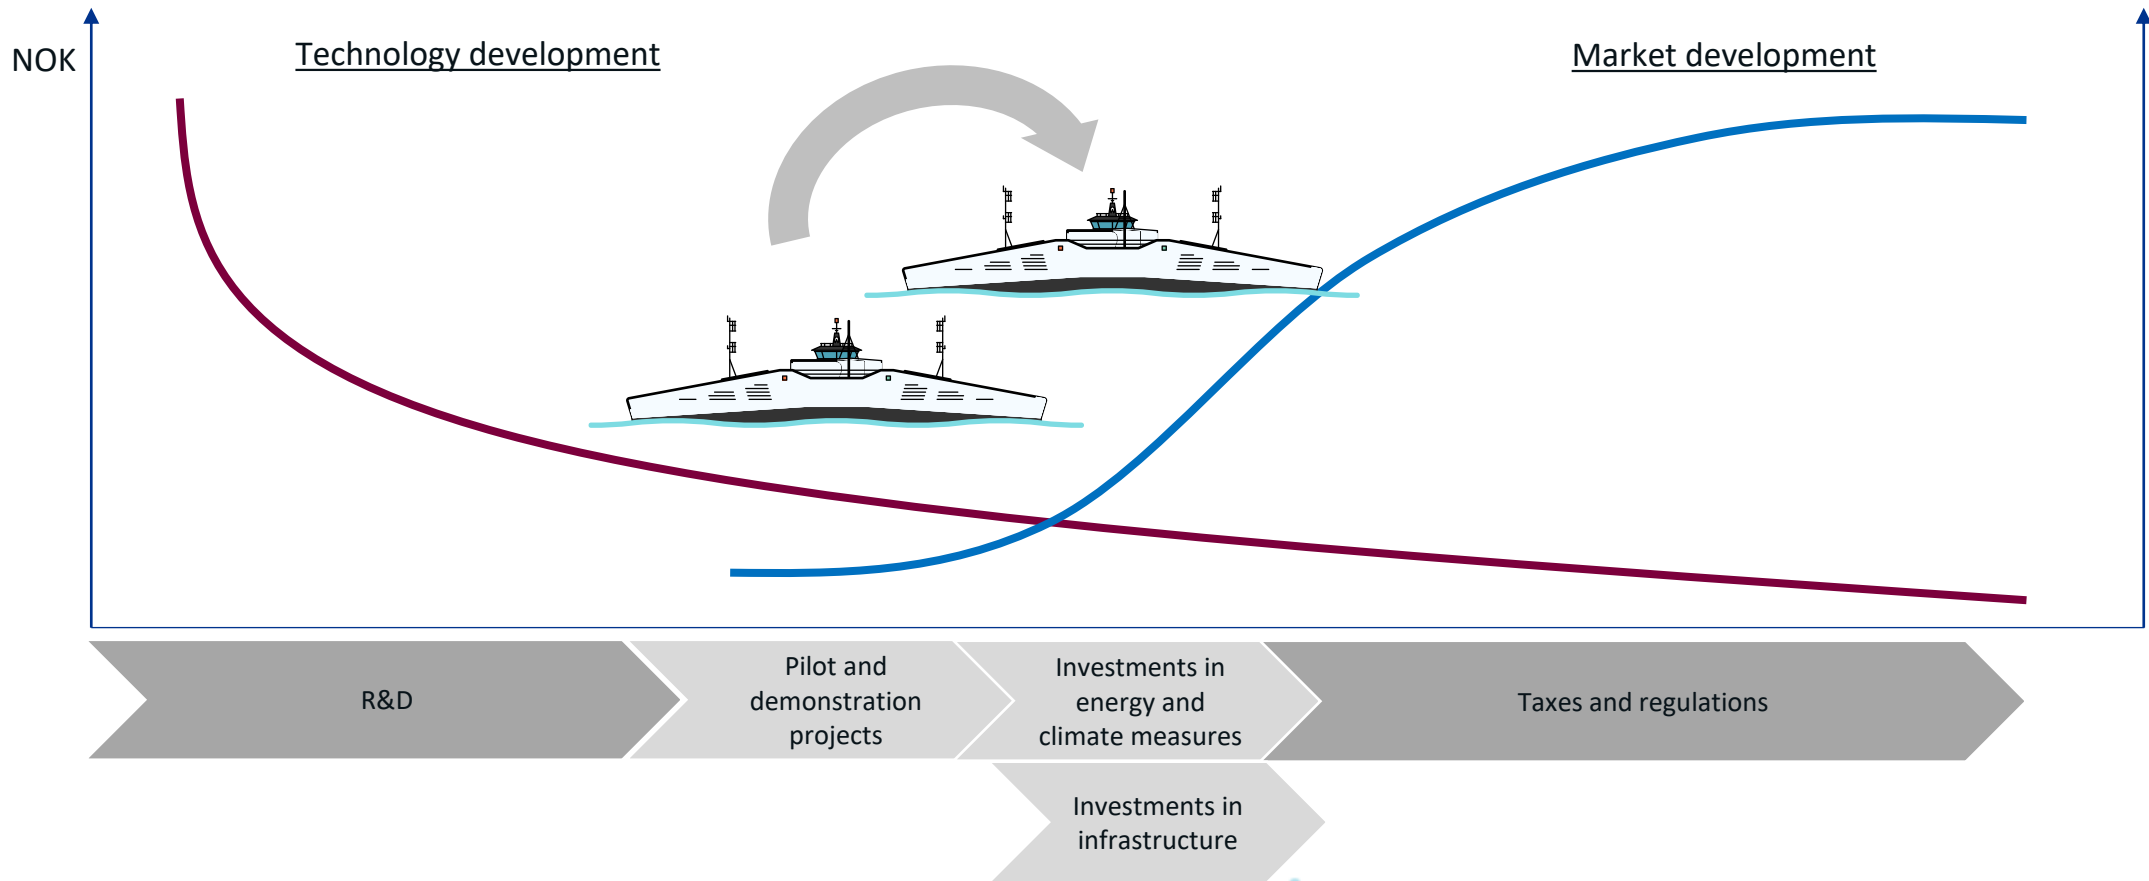 NOK
Technology development
Market development
R&D
Pilot and
demonstration
projects
Investments in
energy and
climate measures
Taxes and regulations
Investments in
infrastructure